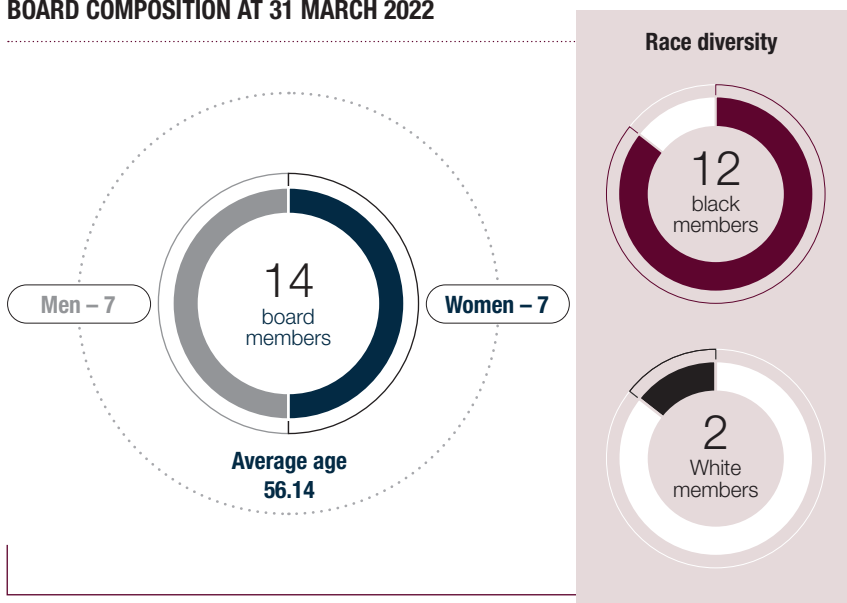 BOARD COMPOSITION AT 31 MARCH 2022
Men – 7
14
board
members
Women – 7
Average age
56.14
Race diversity
12
black
members
2
White
members